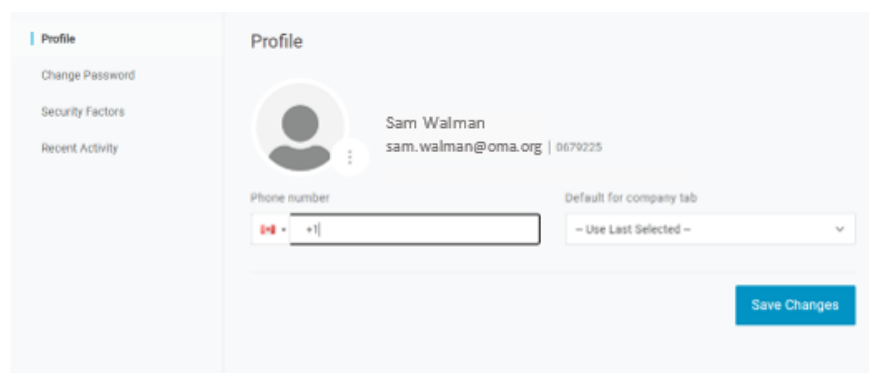 Profile
Change Password
Security Factors
Recent Activity
Profile
Sam Walman
sam.walman@oma.org | 0679225
Phone number
Default for company tab
+1
-- Use Last Selected --
Save Changes